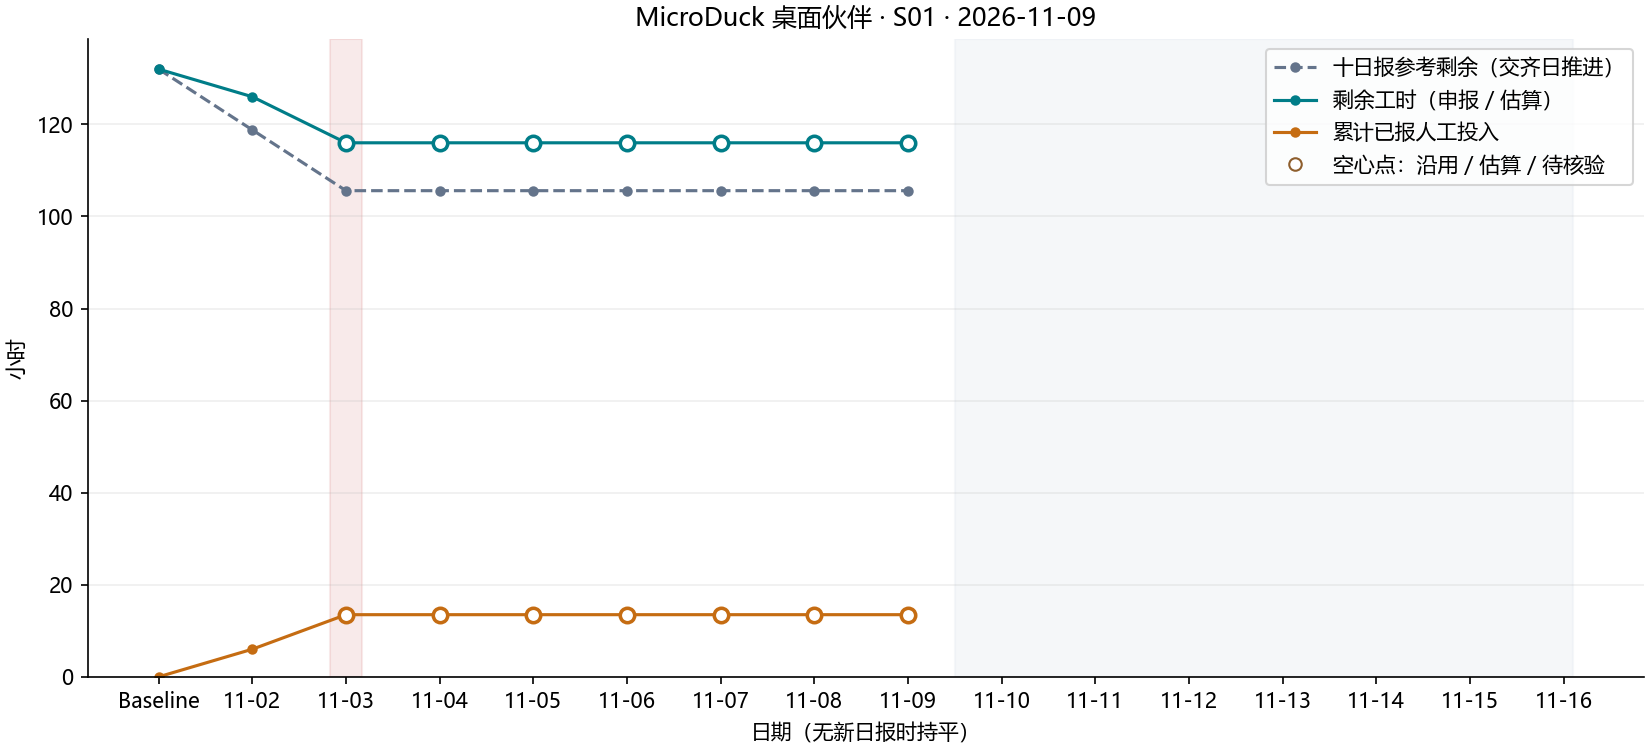 MicroDuck 桌面伙伴 · S01 · 2026-11-09
十日报参考剩余（交齐日推进）
剩余工时（申报 / 估算）
累计已报人工投入
空心点：沿用 / 估算 / 待核验
小时
120
100
80
60
40
20
0
Baseline 11-02 11-03 11-04 11-05 11-06 11-07 11-08 11-09 11-10 11-11 11-12 11-13 11-14 11-15 11-16
日期（无新日报时持平）